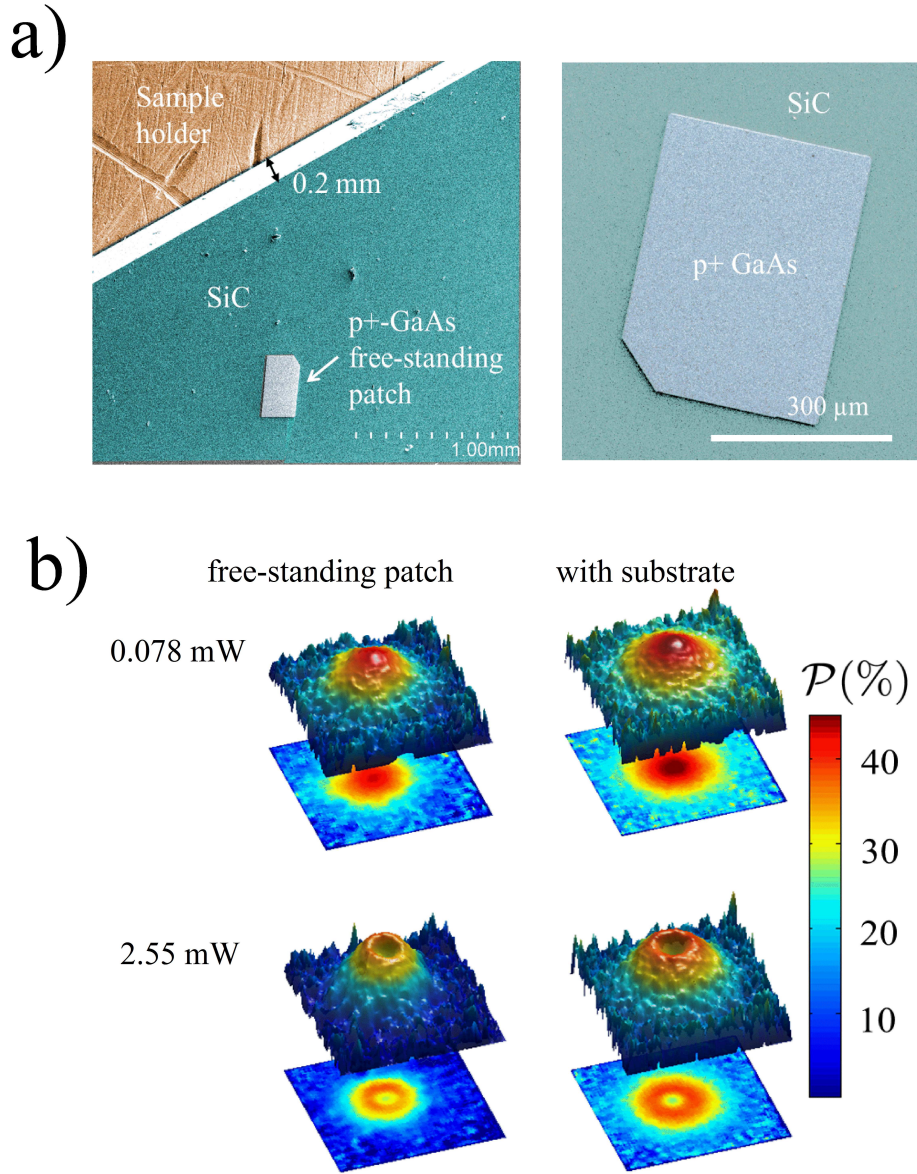 a)
Sample
holder
0.2 mm
SiC
p+-GaAs
free-standing
patch
1.00mm
SiC
p+ GaAs
300 µm
b)
free-standing patch
with substrate
0.078 mW
2.55 mW
𝒫(%)
40
30
20
10